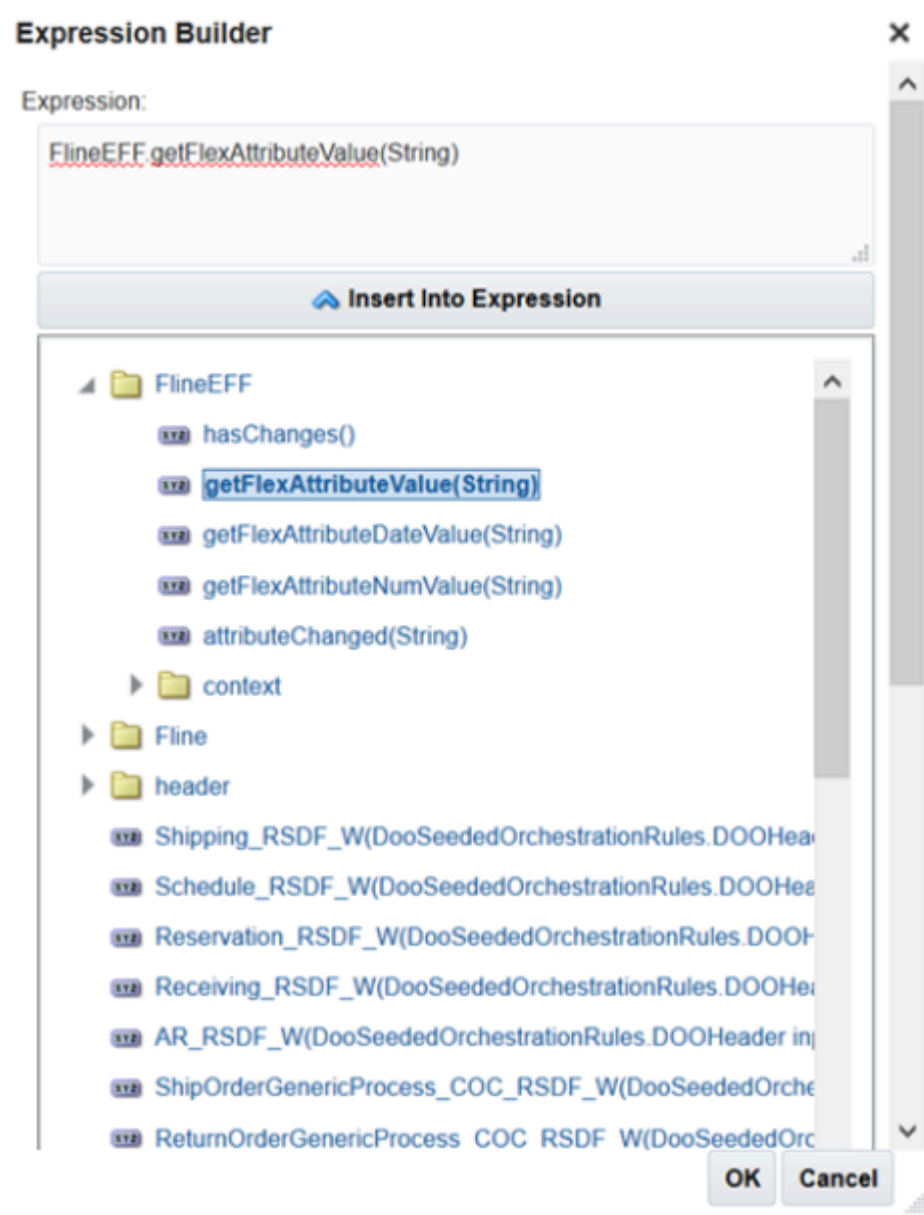 Expression Builder
Expression:
FlineEFF.getFlexAttributeValue(String)
Insert Into Expression
FlineEFF
hasChanges()
getFlexAttributeValue(String)
getFlexAttributeDateValue(String)
getFlexAttributeNumValue(String)
attributeChanged(String)
context
Fline
header
Shipping_RSDF_W(DooSeededOrchestrationRules.DOOHea
Schedule_RSDF_W(DooSeededOrchestrationRules.DOOHea
Reservation_RSDF_W(DooSeededOrchestrationRules.DOOH
Receiving_RSDF_W(DooSeededOrchestrationRules.DOOHea
AR_RSDF_W(DooSeededOrchestrationRules.DOOHeader in
ShipOrderGenericProcess_COC_RSDF_W(DooSeededOrche
ReturnOrderGenericProcess_COC_RSDF_W(DooSeededOrc
OK Cancel